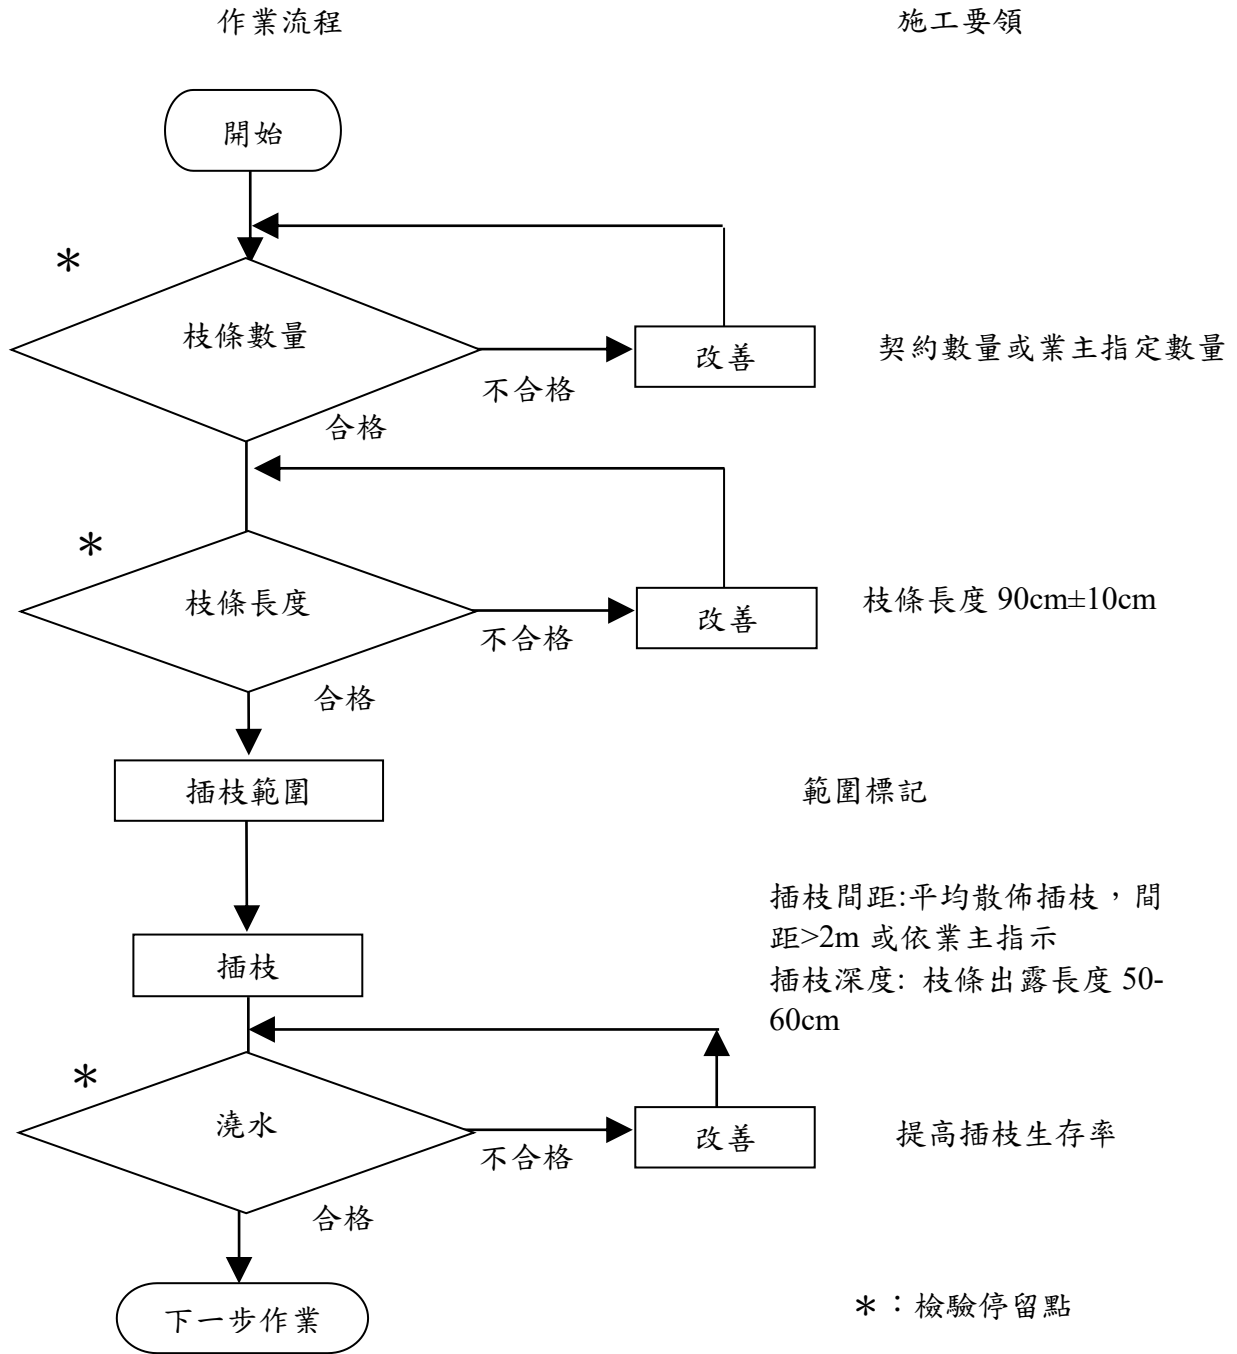 作業流程
施工要領
開始
＊
枝條數量
不合格
合格
改善
契約數量或業主指定數量
＊
枝條長度
不合格
合格
改善
枝條長度 90cm±10cm
插枝範圍
範圍標記
插枝
插枝間距:平均散佈插枝，間
距>2m 或依業主指示
插枝深度: 枝條出露長度 50-
60cm
＊
澆水
不合格
合格
改善
提高插枝生存率
下一步作業
＊：檢驗停留點